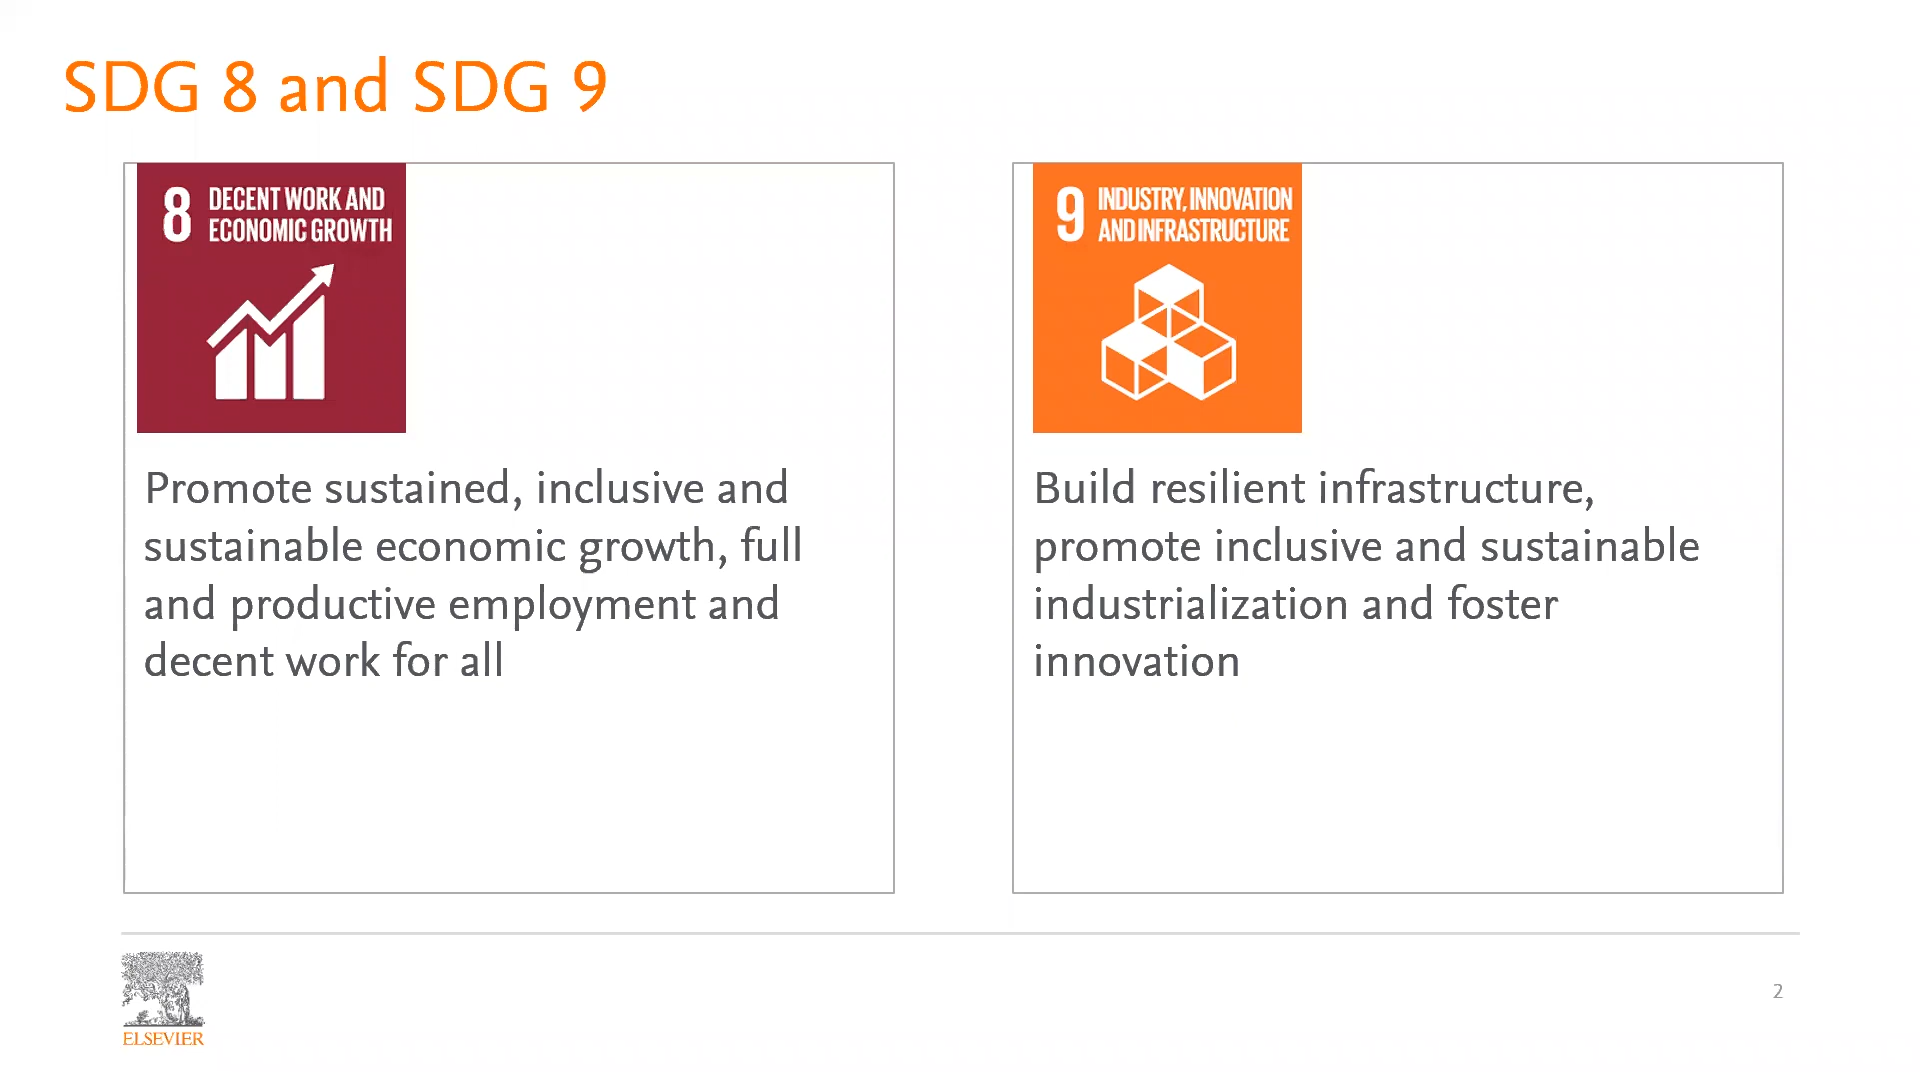 SDG 8 and SDG 9
8 DECENT WORK AND
ECONOMIC GROWTH
Promote sustained, inclusive and
sustainable economic growth, full
and productive employment and
decent work for all
9 INDUSTRY, INNOVATION
AND INFRASTRUCTURE
Build resilient infrastructure,
promote inclusive and sustainable
industrialization and foster
innovation
ELSEVIER
2